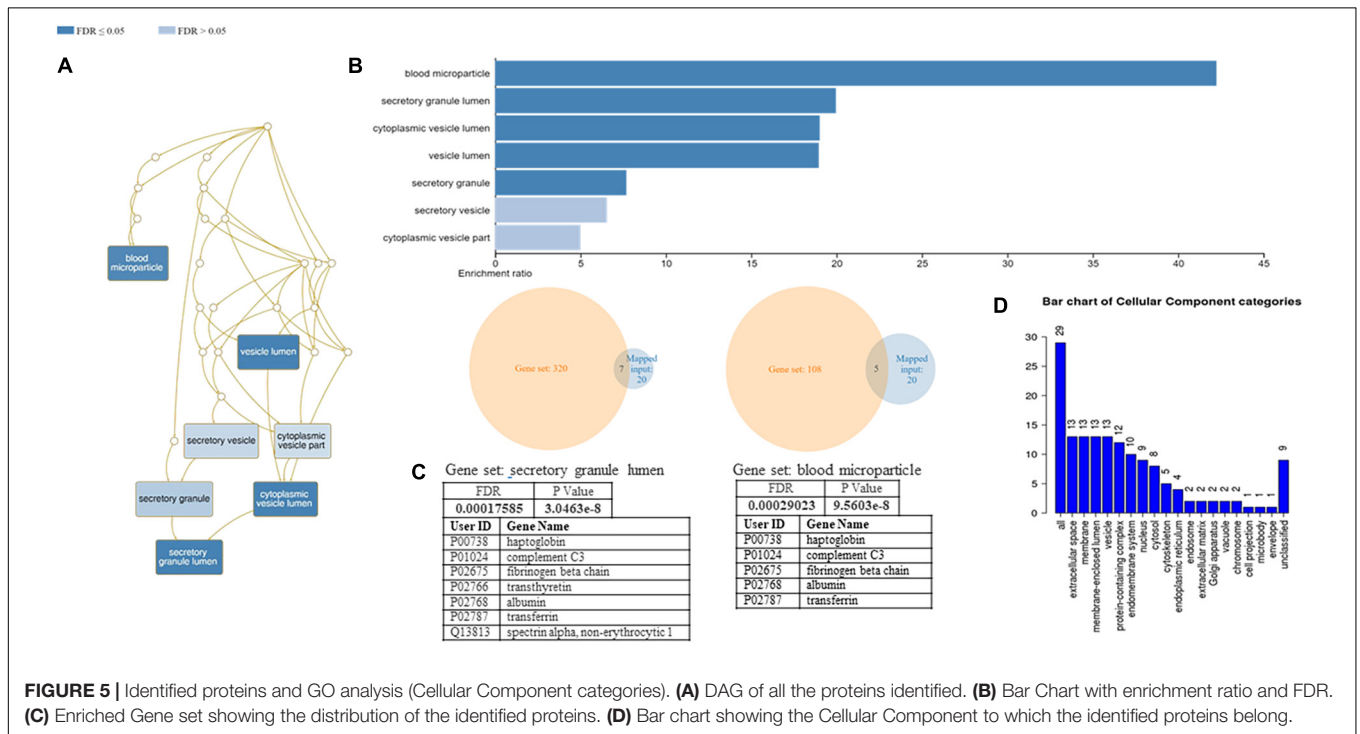 FDR ≤ 0.05
FDR > 0.05
A
blood
microparticle
vesicle lumen
secretory vesicle
cytoplasmic
vesicle part
secretory granule
cytoplasmic
vesicle lumen
secretory
granule lumen
B
blood microparticle
secretory granule lumen
cytoplasmic vesicle lumen
vesicle lumen
secretory granule
secretory vesicle
cytoplasmic vesicle part
0
5
10
15
20
25
30
35
40
45
Enrichment ratio
Gene set: 320
7
Mapped
input:
20
Gene set: 108
5
Mapped
input:
20
C
Gene set: secretory granule lumen
FDR P Value
0.00017585 3.0463e-8
User ID Gene Name
P00738 haptoglobin
P01024 complement C3
P02675 fibrinogen beta chain
P02766 transthyretin
P02768 albumin
P02787 transferrin
Q13813 spectrin alpha, non-erythrocytic 1
Gene set: blood microparticle
FDR P Value
0.00029023 9.5603e-8
User ID Gene Name
P00738 haptoglobin
P01024 complement C3
P02675 fibrinogen beta chain
P02768 albumin
P02787 transferrin
D
Bar chart of Cellular Component categories
30
25
20
15
10
5
0
29
13
13
13
13
12
10
9
8
5
4
2
2
2
2
2
1
1
1
9
all
extracellular space
membrane
membrane-enclosed lumen
vesicle
protein-containing complex
endomembrane system
nucleus
cytosol
cytoskeleton
endoplasmic reticulum
endosome
extracellular matrix
Golgi apparatus
vacuole
chromosome
cell projection
microbody
envelope
unclassified
FIGURE 5 | Identified proteins and GO analysis (Cellular Component categories). (A) DAG of all the proteins identified. (B) Bar Chart with enrichment ratio and FDR.
(C) Enriched Gene set showing the distribution of the identified proteins. (D) Bar chart showing the Cellular Component to which the identified proteins belong.